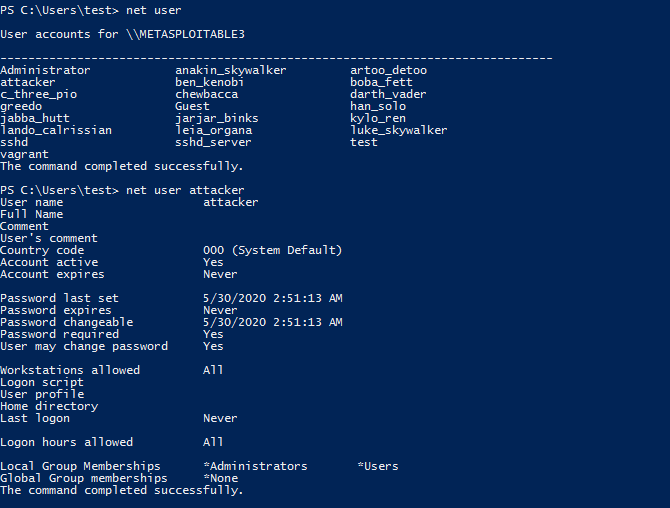 PS C:\Users\test> net user
User accounts for \\METASPLOITABLE3
-------------------------------------------------------------------------------
Administrator            anakin_skywalker         artoo_detoo
attacker                 ben_kenobi               boba_fett
c_three_pio              chewbacca                darth_vader
greedo                   Guest                    han_solo
jabba_hutt               jarjar_binks             kylo_ren
lando_calrissian         leia_organa              luke_skywalker
sshd                     sshd_server              test
vagrant
The command completed successfully.
PS C:\Users\test> net user attacker
User name                    attacker
Full Name
Comment
User's comment
Country code                 000 (System Default)
Account active               Yes
Account expires              Never
Password last set            5/30/2020 2:51:13 AM
Password expires             Never
Password changeable          5/30/2020 2:51:13 AM
Password required            Yes
User may change password     Yes
Workstations allowed         All
Logon script
User profile
Home directory
Last logon                   Never
Logon hours allowed          All
Local Group Memberships      *Administrators       *Users
Global Group memberships     *None
The command completed successfully.